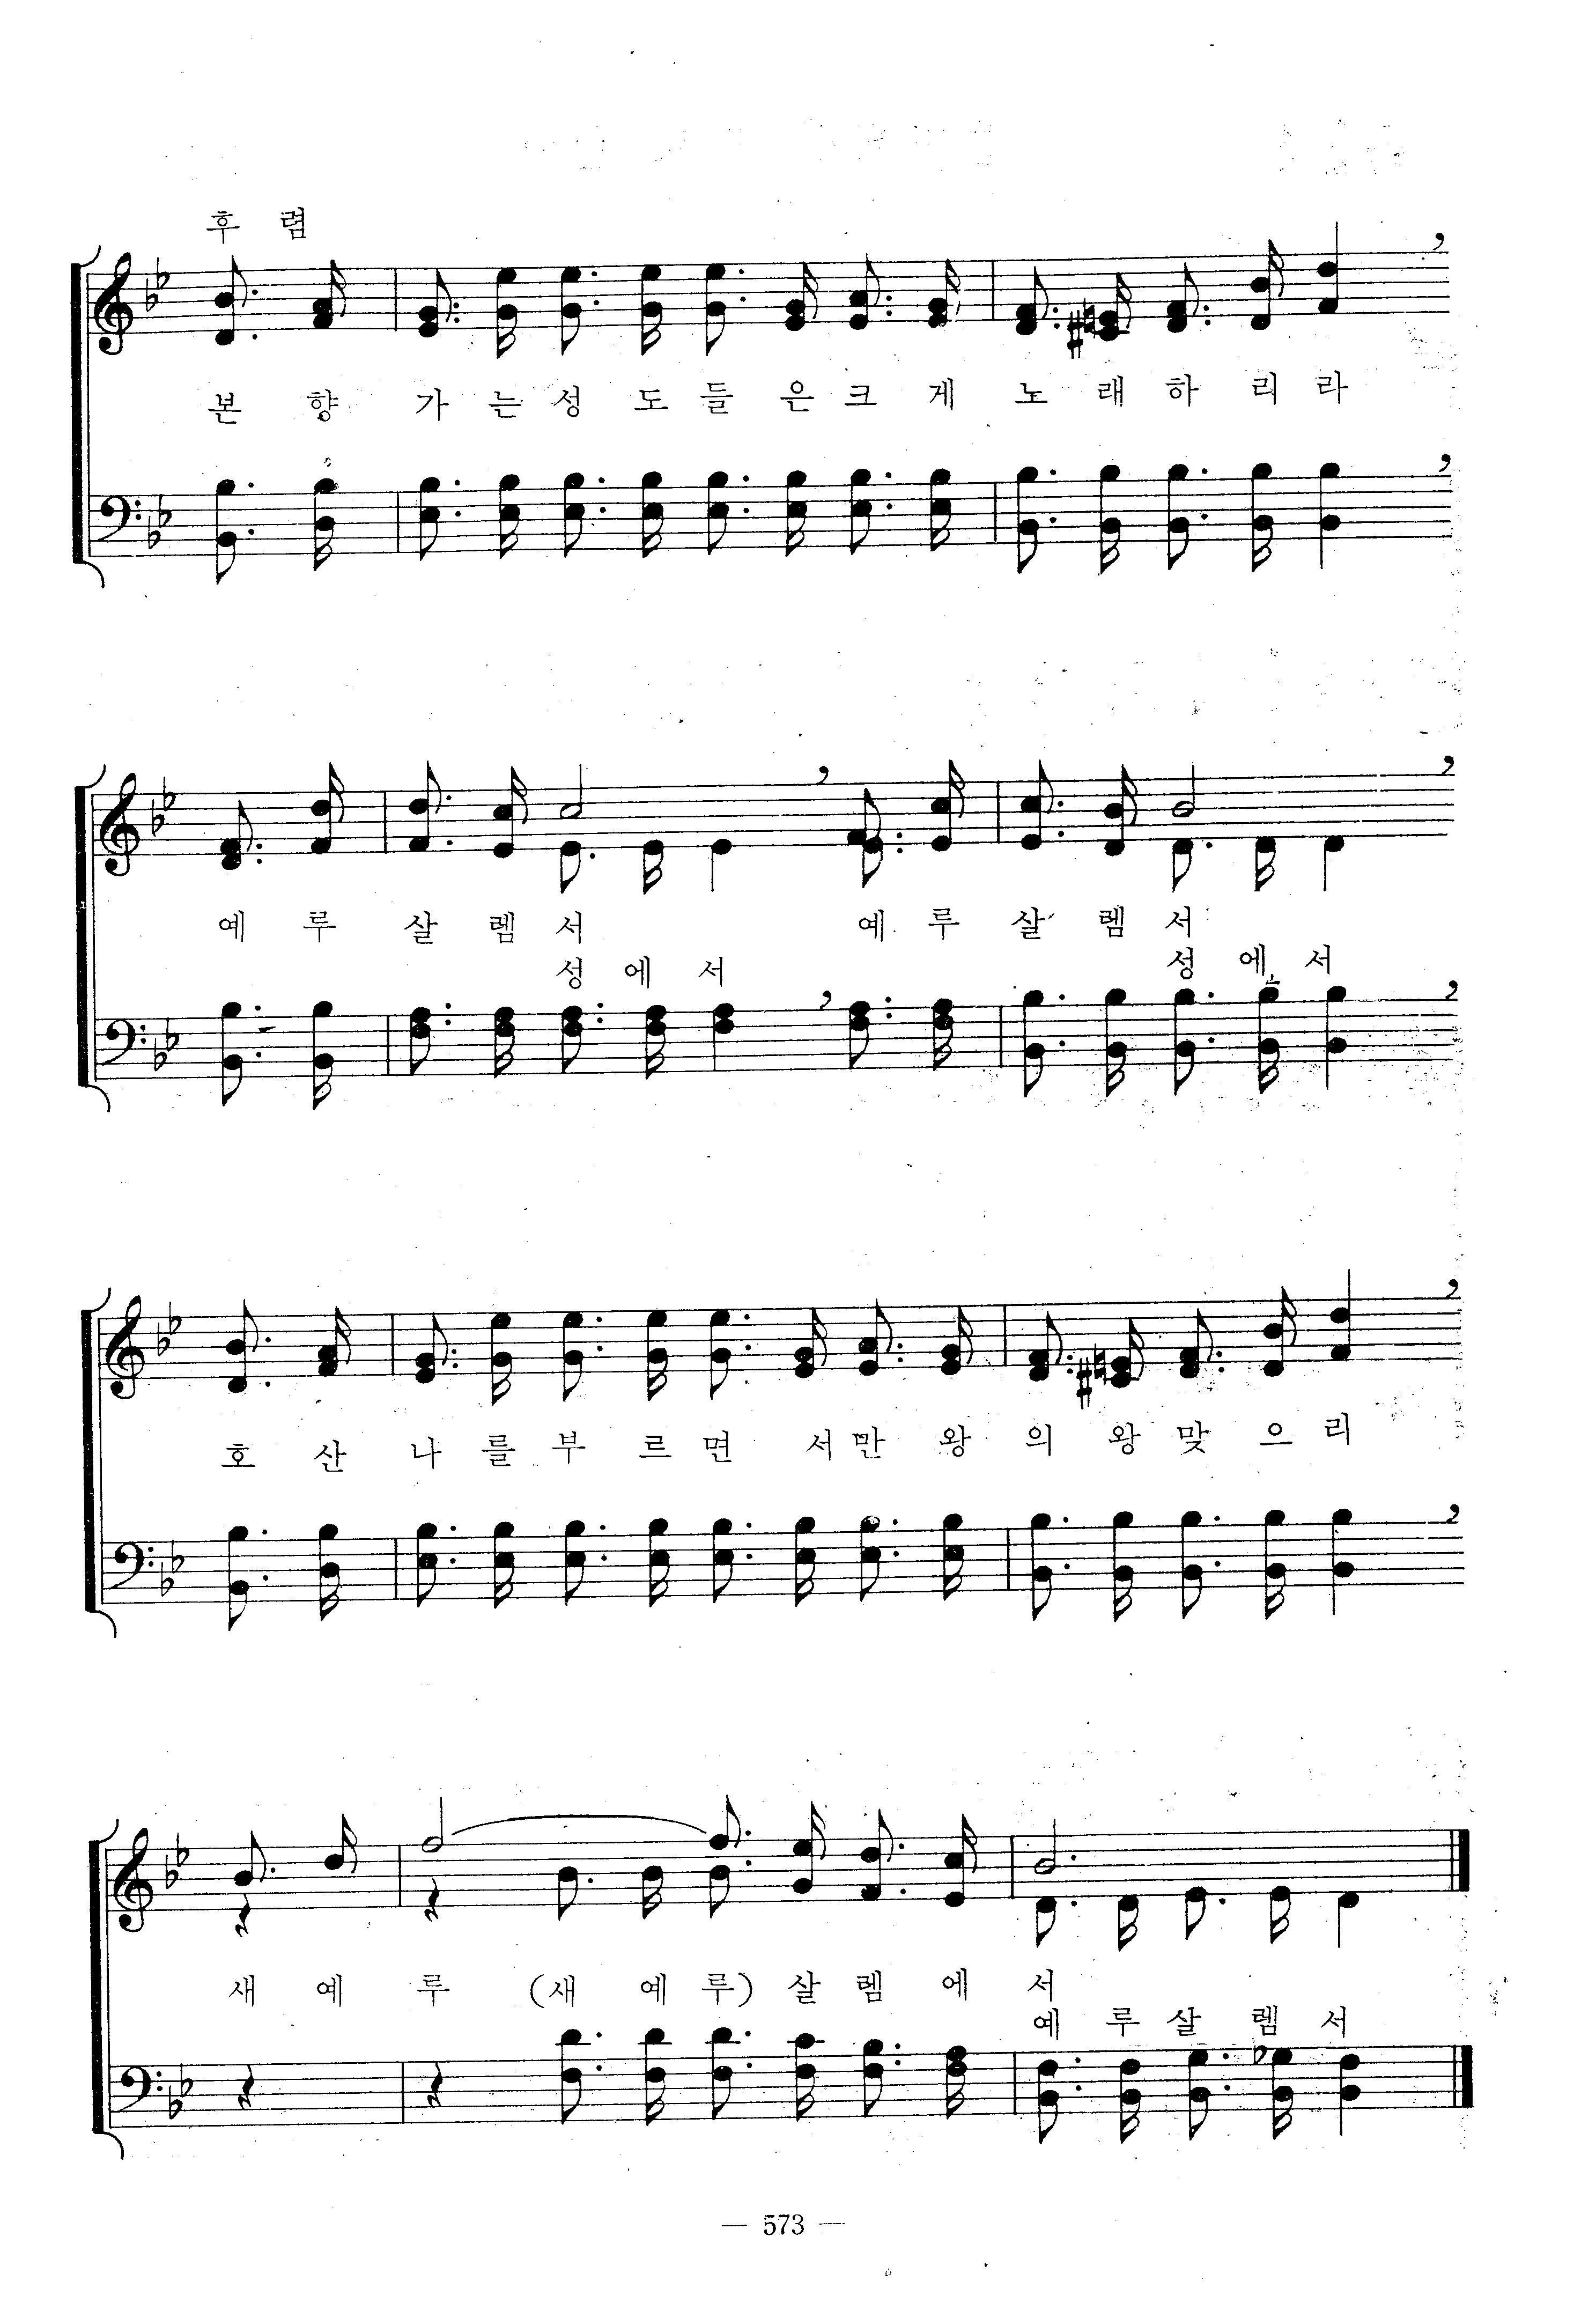 후 렴
본 향 가 는 성 도 들 은 크 게 노 래 하 리 라
예 루 살 렘 서 예 루 살 렘 서
성 에 서 성 에 서
호 산 나 를 부 르 면 서 만 왕 의 왕 맞 으 리
새 예 루 (새 예 루) 살 렘 에 서
예 루 살 렘 서
— 573 —